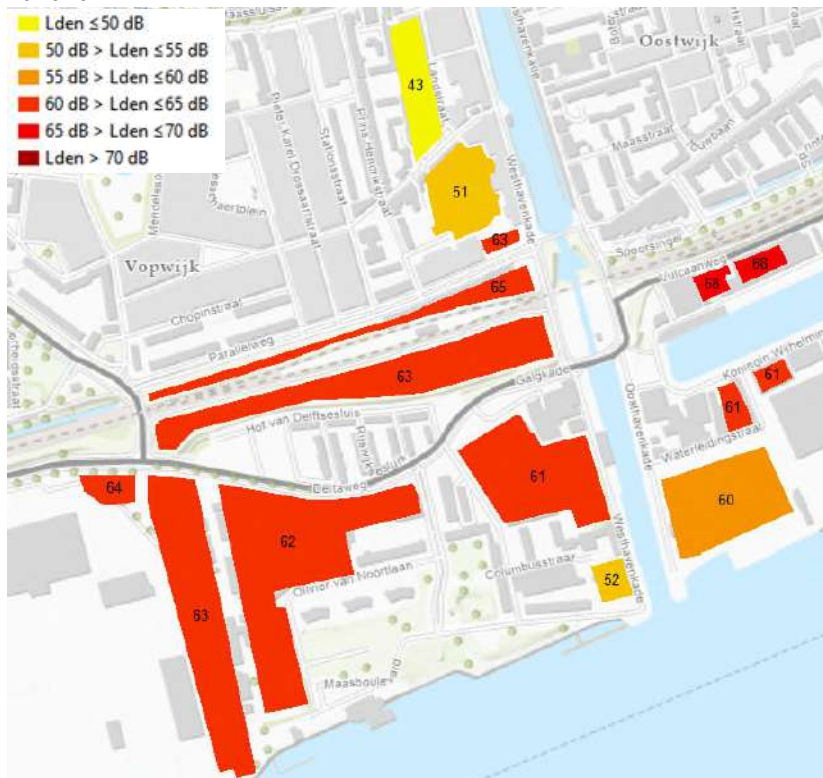 Lden ≤50 dB
50 dB > Lden ≤55 dB
55 dB > Lden ≤60 dB
60 dB > Lden ≤65 dB
65 dB > Lden ≤70 dB
Lden > 70 dB
Oostwijk
43
Landstraat
Westhavenkade
Pieter Karel Drossaartstraat
Stationsstraat
Prins Hendrikstraat
Maasstraat
51
Vopwijk
63
Spoorsingel
Vulcaanweg
68
68
Chopinstraat
65
Parallelweg
63
Galgkade
Koningin Wilhelmina
61
61
Hof van Delftsesluis
Oosthavenkade
Waterleidingstraat
64
Deltaweg
61
60
62
Westhavenkade
Columbusstraat
52
Olivier van Noortlaan
63
Maasboulevard